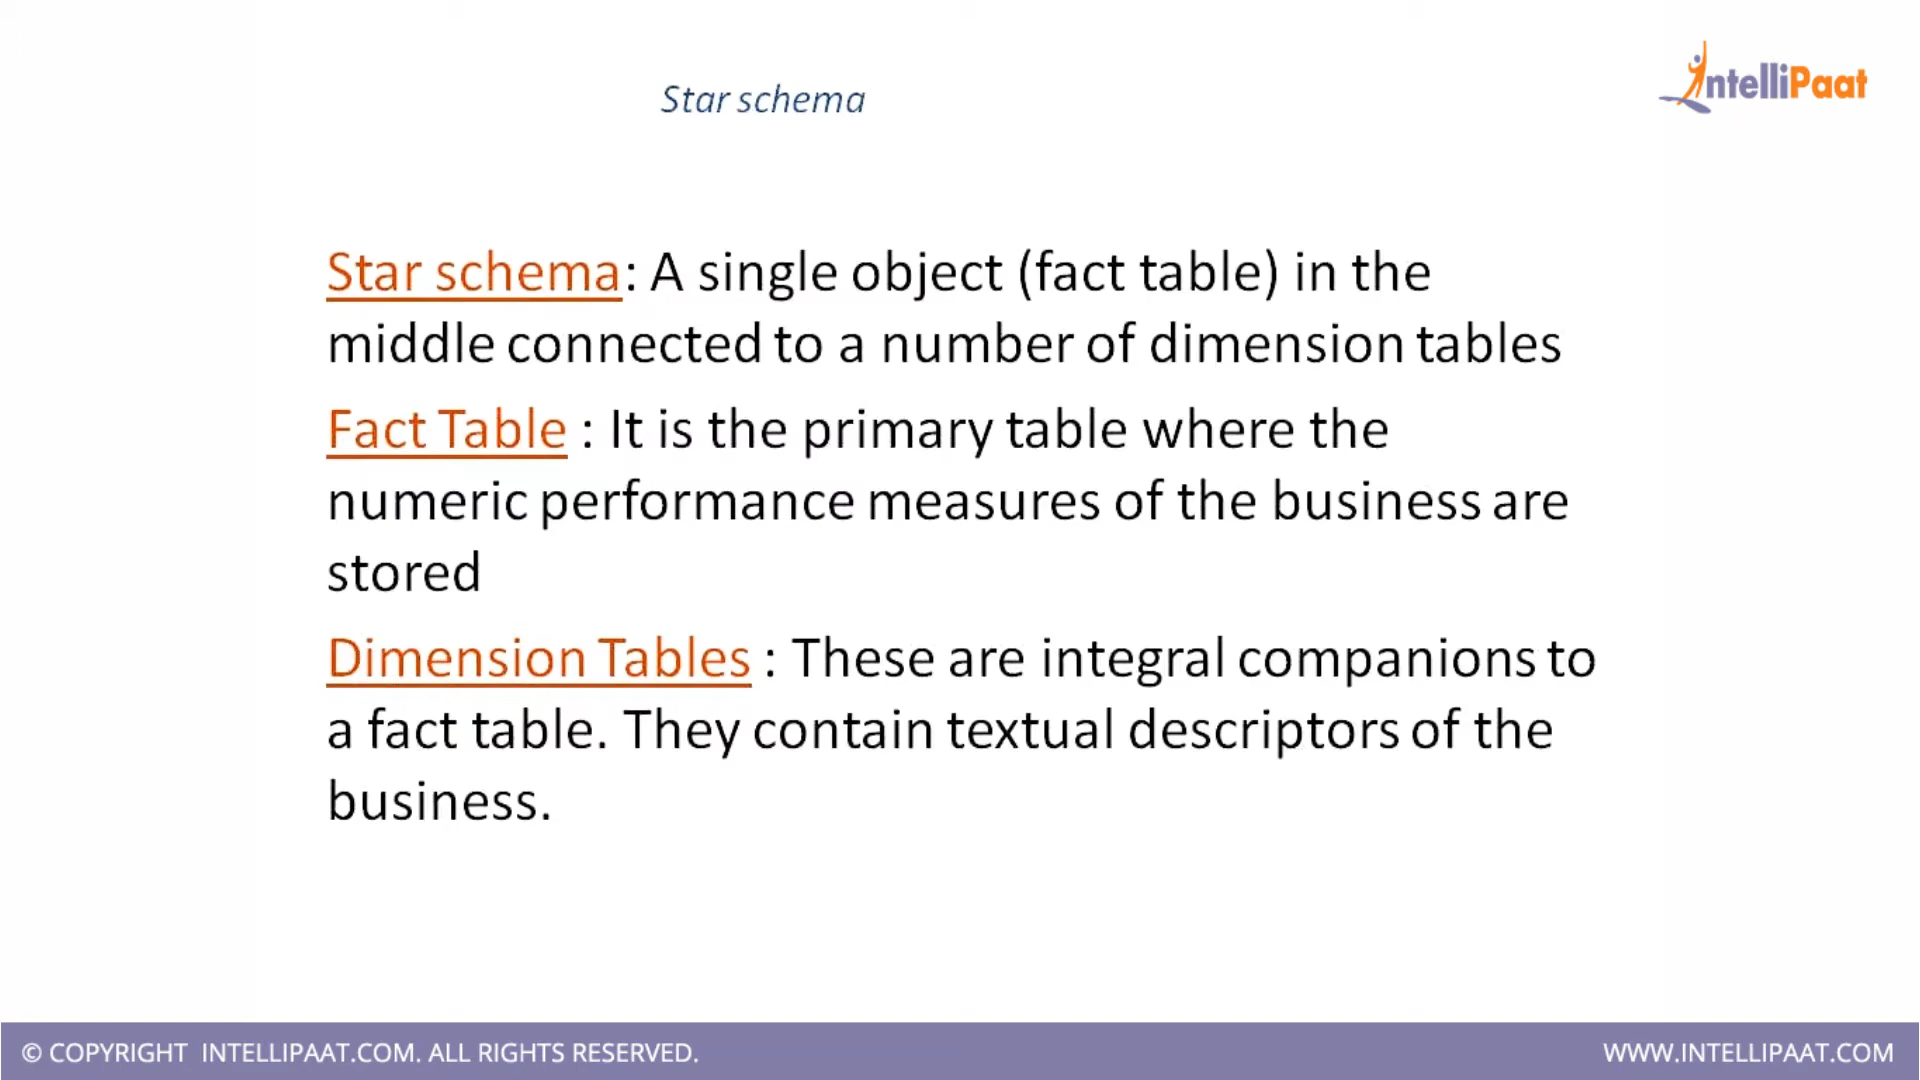 Star schema
IntelliPaat
Star schema: A single object (fact table) in the
middle connected to a number of dimension tables
Fact Table : It is the primary table where the
numeric performance measures of the business are
stored
Dimension Tables : These are integral companions to
a fact table. They contain textual descriptors of the
business.
© COPYRIGHT INTELLIPAAT.COM. ALL RIGHTS RESERVED.
WWW.INTELLIPAAT.COM